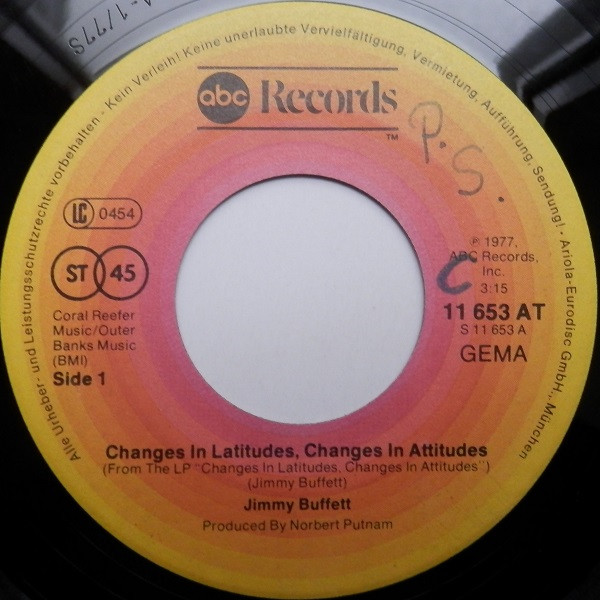 Alle Urheber- und Leistungsschutzrechte vorbehalten - Kein Verleih! Keine unerlaubte Vervielfältigung, Vermietung, Aufführung, Sendung! - Ariola-Eurodisc GmbH., München
abc Records
TM
P.S.
LC 0454
ST 45
℗ 1977,
ABC Records,
Inc.
C
3:15
11 653 AT
S 11 653 A
GEMA
Coral Reefer
Music/Outer
Banks Music
(BMI)
Side 1
Changes In Latitudes, Changes In Attitudes
(From The LP "Changes In Latitudes, Changes In Attitudes")
(Jimmy Buffett)
Jimmy Buffett
Produced By Norbert Putnam